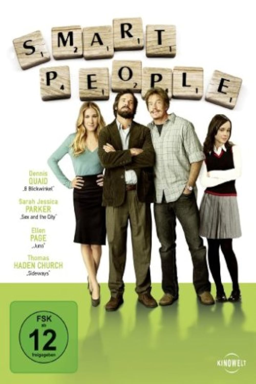 SMART
PEOPLE
Dennis
QUAID
„8 Blickwinkel"
Sarah Jessica
PARKER
„Sex and the City"
Ellen
PAGE
„Juno"
Thomas
HADEN CHURCH
„Sideways"
FSK
ab
12
freigegeben
KINOWELT